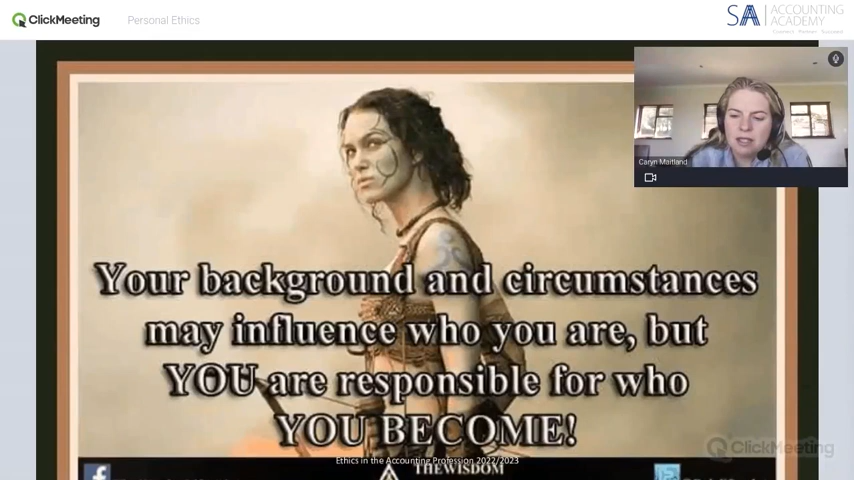 ClickMeeting
Personal Ethics
SA ACCOUNTING
ACADEMY
Caryn Maitland
Your background and circumstances
may influence who you are, but
YOU are responsible for who
YOU BECOME!
ClickMeeting
Ethics in the Accounting Profession 2022/2023
THEWISDOM